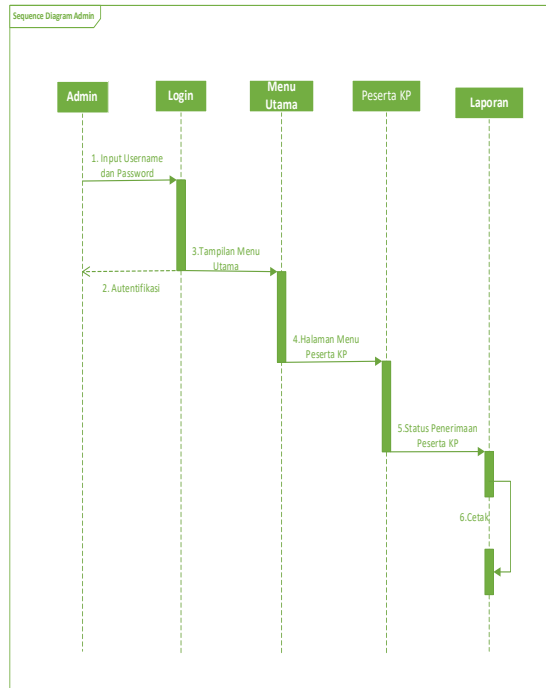 Sequence Diagram Admin
Admin
Login
Menu
Utama
Peserta KP
Laporan
1. Input Username
dan Password
3.Tampilan Menu
Utama
2. Autentifikasi
4.Halaman Menu
Peserta KP
5.Status Penerimaan
Peserta KP
6.Cetak